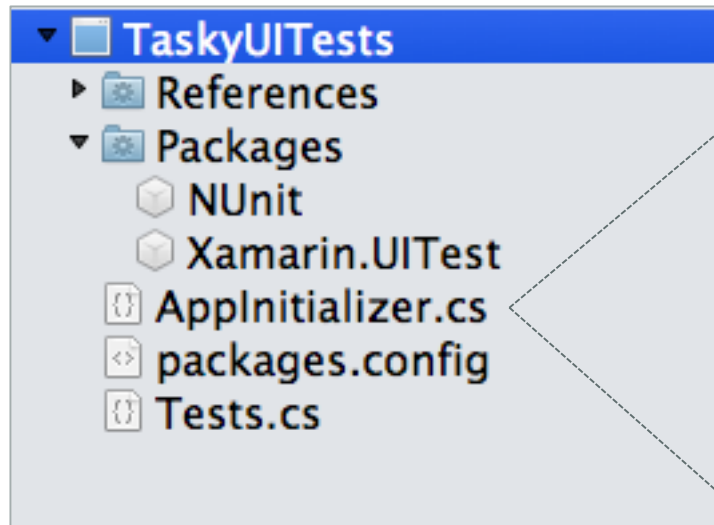 TaskyUITests
References
Packages
NUnit
Xamarin.UITest
AppInitializer.cs
packages.config
Tests.cs